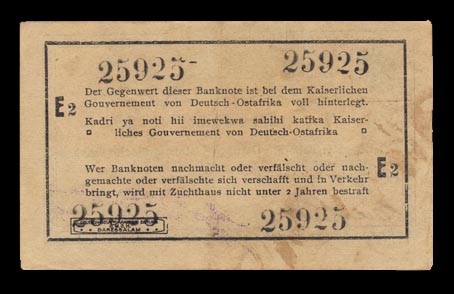 25925 25925
Der Gegenwert dieser Banknote ist bei dem Kaiserlichen
Gouvernement von Deutsch-Ostafrika voll hinterlegt.
E2
Kadri ya noti hii imewekwa sahihi katika Kaiser-
liches Gouvernement von Deutsch-Ostafrika
Wer Banknoten nachmacht oder verfälscht oder nach-
gemachte oder verfälschte sich verschafft und in Verkehr
bringt, wird mit Zuchthaus nicht unter 2 Jahren bestraft
E2
25925 25925
DARESSALAM